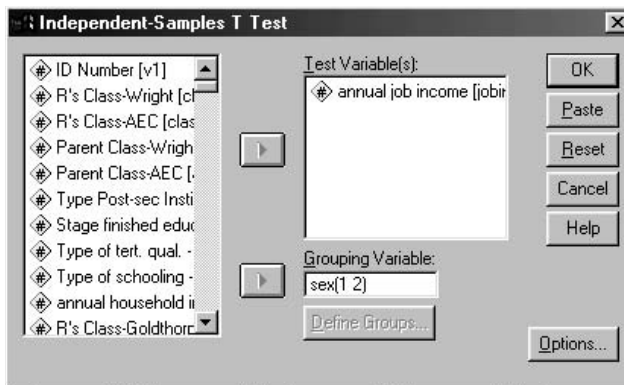 Independent-Samples T Test
ID Number [v1]
R's Class-Wright [cl
R's Class-AEC [clas
Parent Class-Wrigh
Parent Class-AEC [
Type Post-sec Insti
Stage finished educ
Type of tert. qual. -
Type of schooling -
annual household i
R's Class-Goldthorp
Test Variable(s):
annual job income [jobir
Grouping Variable:
sex(1 2)
Define Groups...
OK
Paste
Reset
Cancel
Help
Options...